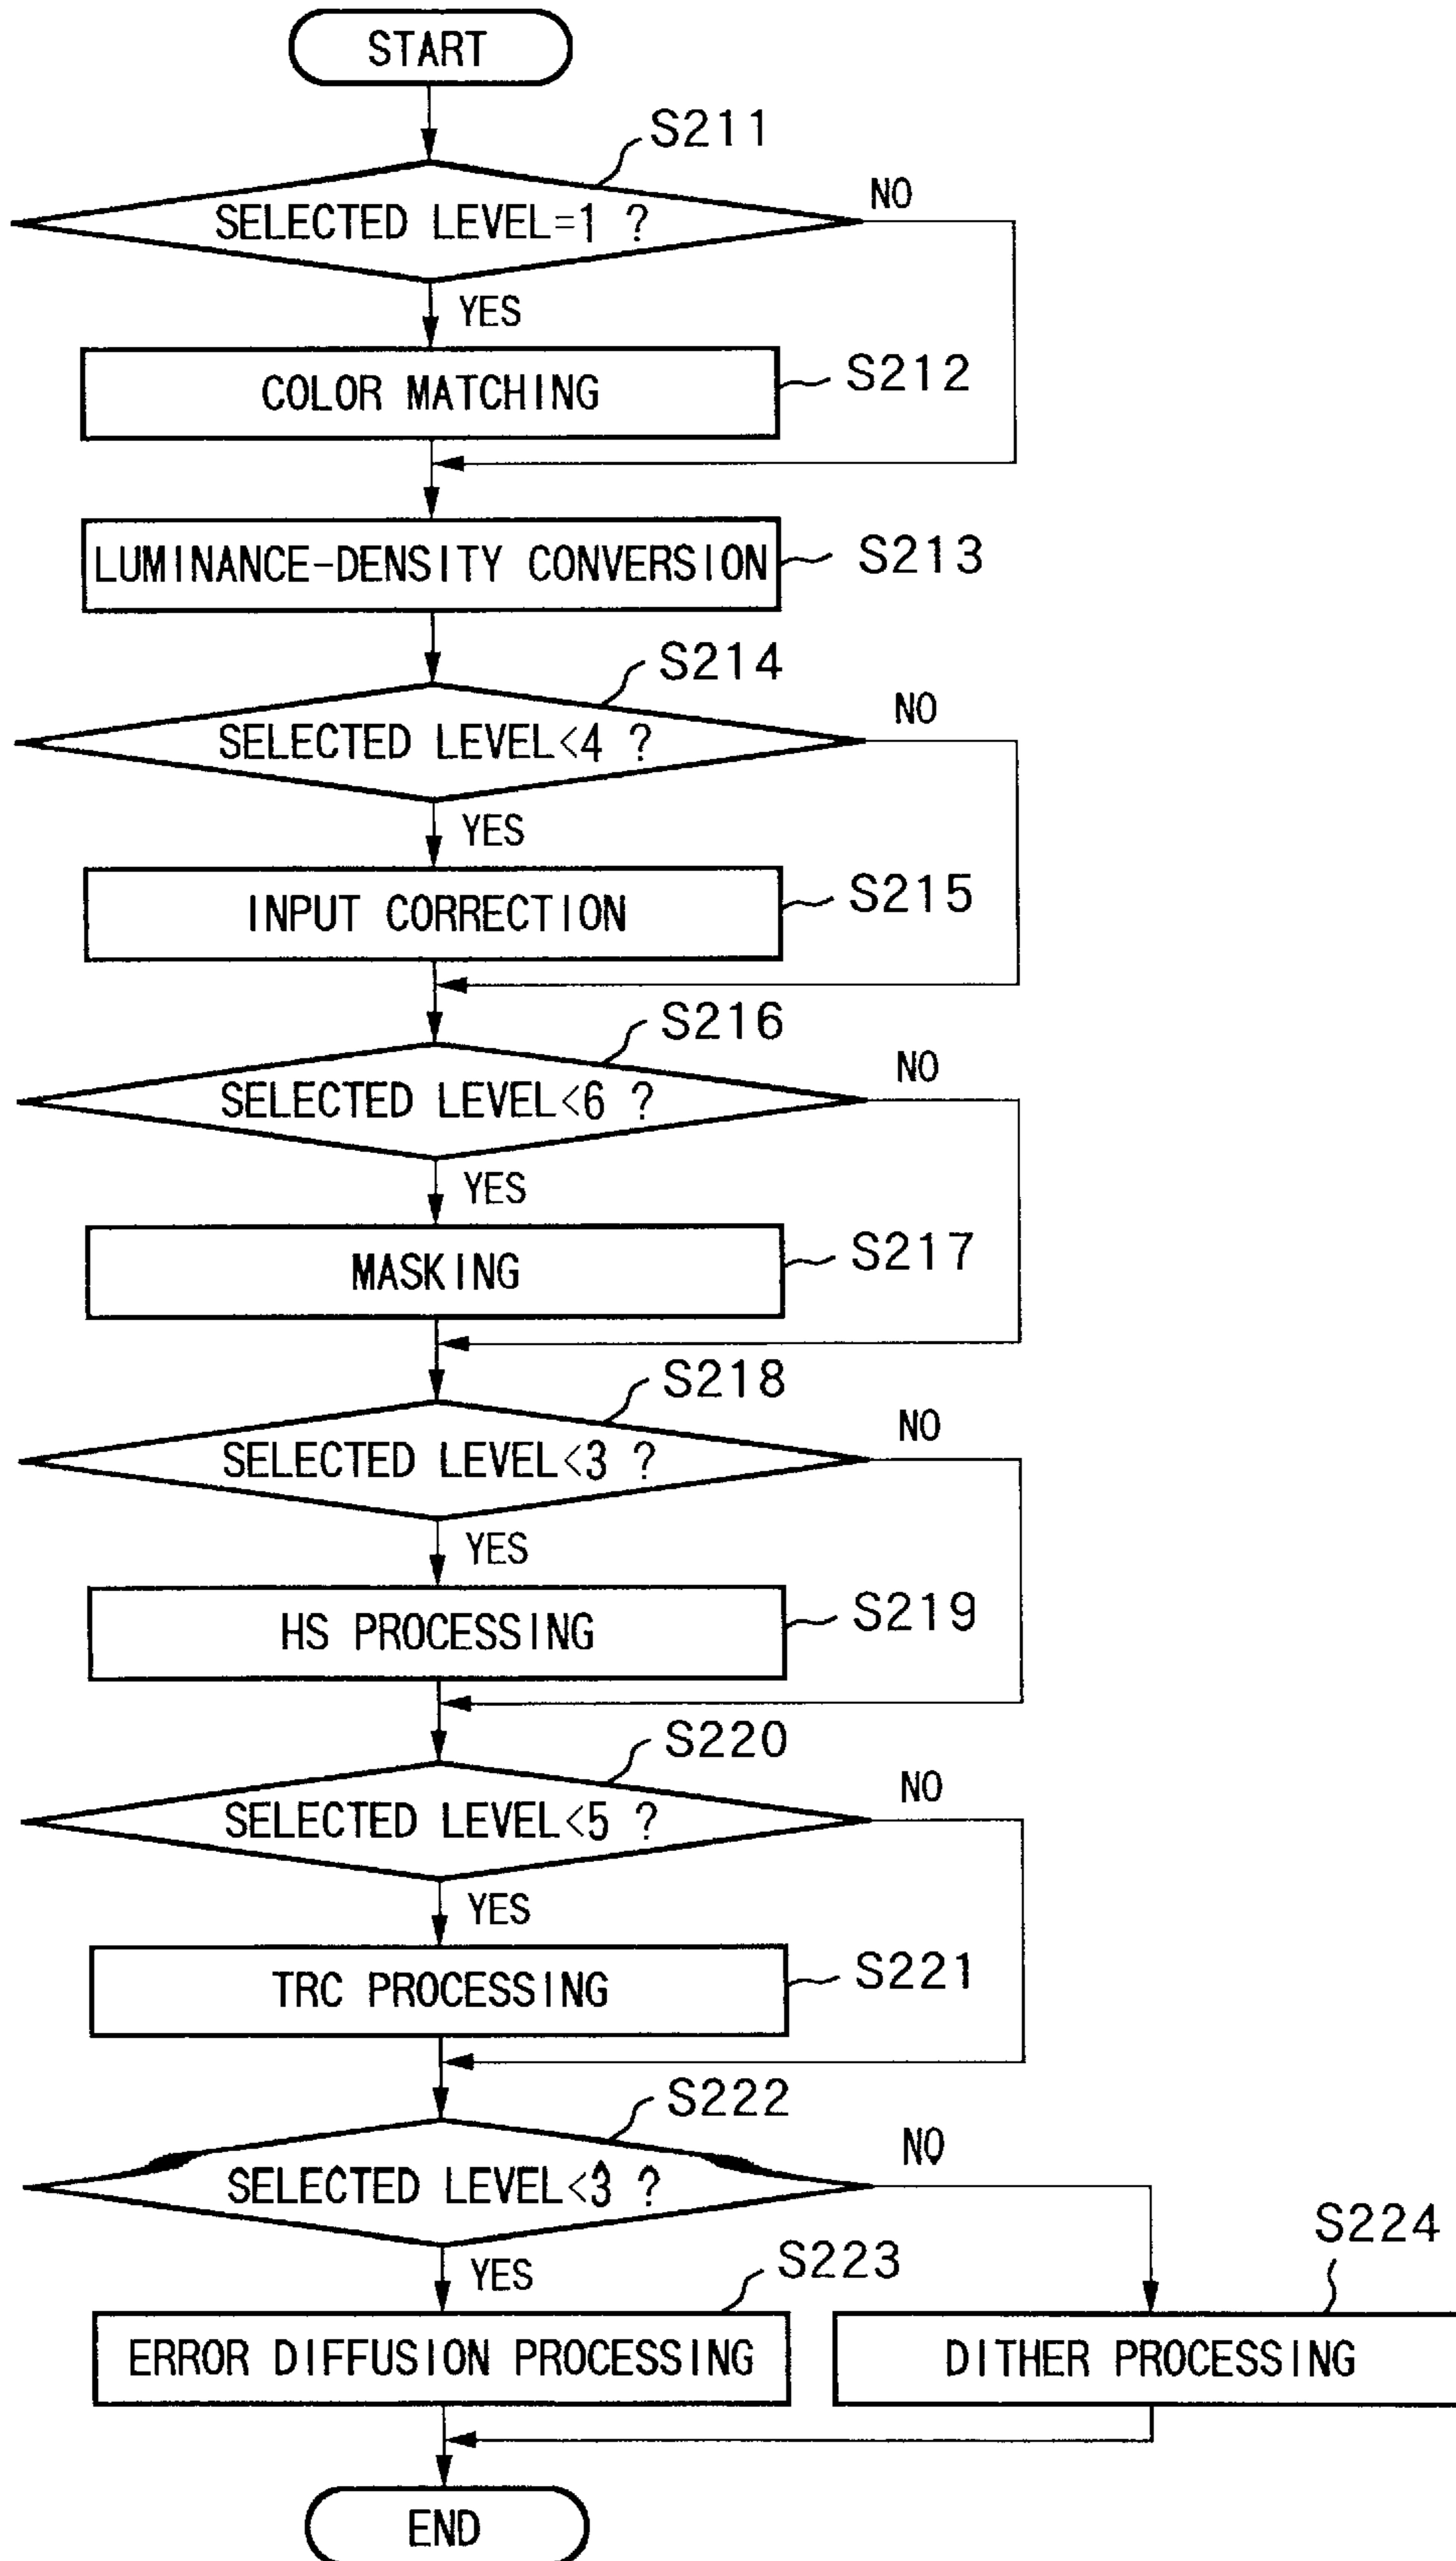 START
S211
SELECTED LEVEL=1 ?
NO
YES
COLOR MATCHING
S212
LUMINANCE-DENSITY CONVERSION
S213
S214
SELECTED LEVEL<4 ?
NO
YES
INPUT CORRECTION
S215
S216
SELECTED LEVEL<6 ?
NO
YES
MASKING
S217
S218
SELECTED LEVEL<3 ?
NO
YES
HS PROCESSING
S219
S220
SELECTED LEVEL<5 ?
NO
YES
TRC PROCESSING
S221
S222
SELECTED LEVEL<3 ?
NO
YES
S223
S224
ERROR DIFFUSION PROCESSING
DITHER PROCESSING
END